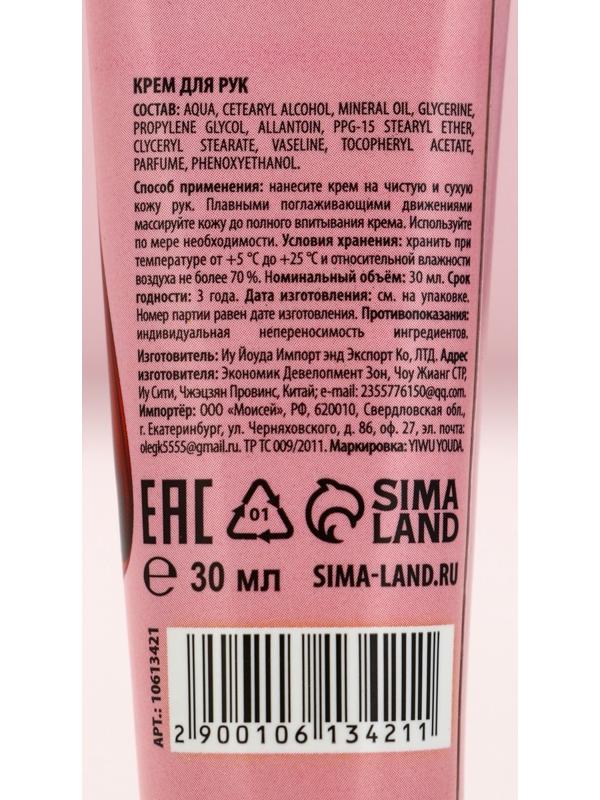 КРЕМ ДЛЯ РУК
СОСТАВ: AQUA, CETEARYL ALCOHOL, MINERAL OIL, GLYCERINE,
PROPYLENE GLYCOL, ALLANTOIN, PPG-15 STEARYL ETHER,
CLYCERYL STEARATE, VASELINE, TOCOPHERYL ACETATE,
PARFUME, PHENOXYETHANOL.
Способ применения: нанесите крем на чистую и сухую
кожу рук. Плавными поглаживающими движениями
массируйте кожу до полного впитывания крема. Используйте
по мере необходимости. Условия хранения: хранить при
температуре от +5 °С до +25 °С и относительной влажности
воздуха не более 70 %. Номинальный объём: 30 мл. Срок
годности: 3 года. Дата изготовления: см. на упаковке.
Номер партии равен дате изготовления. Противопоказания:
индивидуальная непереносимость ингредиентов.
Изготовитель: Иу Йоуда Импорт энд Экспорт Ко, ЛТД. Адрес
изготовителя: Экономик Девелопмент Зон, Чоу Жианг СТР,
Иу Сити, Чжэцзян Провинс, Китай; e-mail: 2355776150@qq.com.
Импортёр: ООО «Моисей», РФ, 620010, Свердловская обл.,
г. Екатеринбург, ул. Черняховского, д. 86, оф. 27, эл. почта:
olegk5555@gmail.ru. ТР ТС 009/2011. Маркировка: YIWU YOUDA.
EAC 01 SIMA
LAND
℮ 30 мл SIMA-LAND.RU
АРТ.: 10613421
2 900106 134211